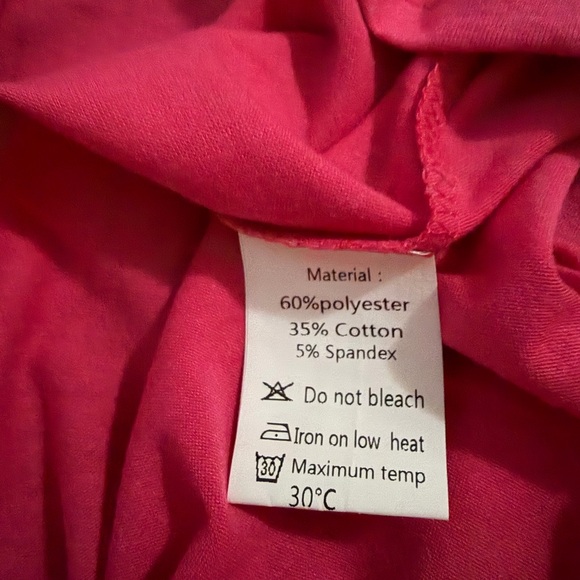 Material :
60%polyester
35% Cotton
5% Spandex
Do not bleach
Iron on low heat
30 Maximum temp
30°C